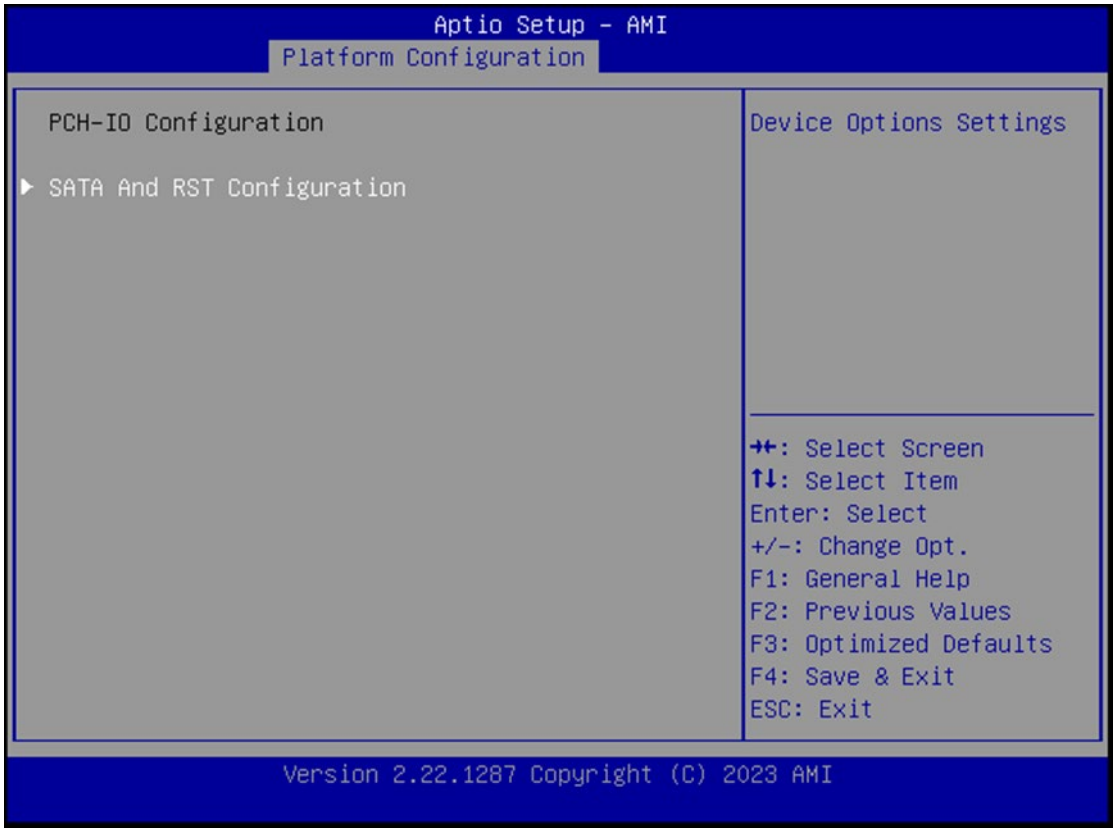 Aptio Setup – AMI
Platform Configuration
PCH-IO Configuration
SATA And RST Configuration
Device Options Settings
→←: Select Screen
↑↓: Select Item
Enter: Select
+/-: Change Opt.
F1: General Help
F2: Previous Values
F3: Optimized Defaults
F4: Save & Exit
ESC: Exit
Version 2.22.1287 Copyright (C) 2023 AMI